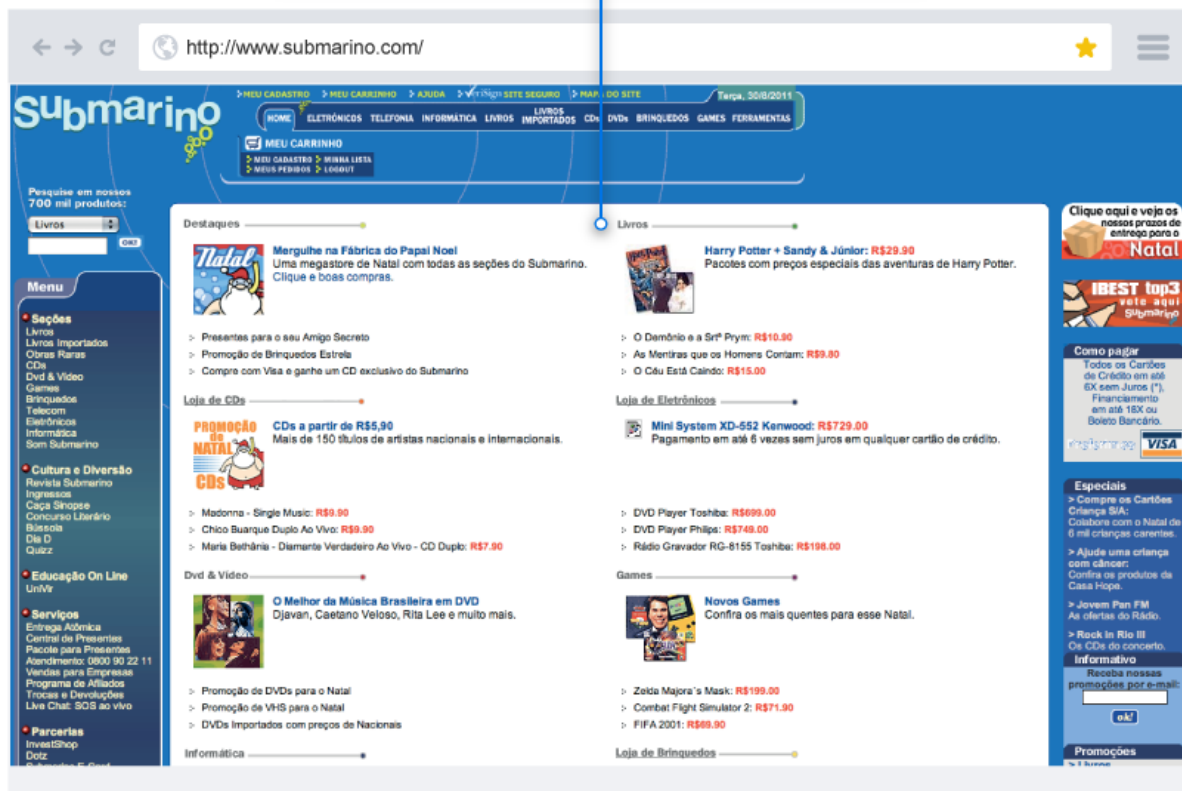 http://www.submarino.com/
Submarino
MEU CADASTRO MEU CARRINHO AJUDA VeriSign SITE SEGURO MAPA DO SITE Terça, 30/8/2011
HOME ELETRÔNICOS TELEFONIA INFORMÁTICA LIVROS LIVROS IMPORTADOS CDs DVDs BRINQUEDOS GAMES FERRAMENTAS
MEU CARRINHO
MEU CADASTRO MINHA LISTA
MEUS PEDIDOS LOGOUT
Pesquise em nossos
700 mil produtos:
Livros
OK!
Menu
Seções
Livros
Livros Importados
Obras Raras
CDs
Dvd & Vídeo
Games
Brinquedos
Telecom
Eletrônicos
Informática
Som Submarino
Cultura e Diversão
Revista Submarino
Ingressos
Caça Sinopse
Concurso Literário
Bússola
Dia D
Quizz
Educação On Line
UniVir
Serviços
Entrega Atômica
Central de Presentes
Pacote para Presentes
Atendimento: 0800 90 22 11
Vendas para Empresas
Programa de Afiliados
Trocas e Devoluções
Live Chat: SOS ao vivo
Parcerias
InvestShop
Dotz
Destaques
Natal
Mergulhe na Fábrica do Papai Noel
Uma megastore de Natal com todas as seções do Submarino.
Clique e boas compras.
Presentes para o seu Amigo Secreto
Promoção de Brinquedos Estrela
Compre com Visa e ganhe um CD exclusivo do Submarino
Livros
Harry Potter + Sandy & Júnior: R$29.90
Pacotes com preços especiais das aventuras de Harry Potter.
O Demônio e a Srtª Prym: R$10.90
As Mentiras que os Homens Contam: R$9.80
O Céu Está Caindo: R$15.00
Loja de CDs
PROMOÇÃO
de
NATAL
CDs
CDs a partir de R$5,90
Mais de 150 títulos de artistas nacionais e internacionais.
Madonna - Single Music: R$9.90
Chico Buarque Duplo Ao Vivo: R$9.90
Maria Bethânia - Diamante Verdadeiro Ao Vivo - CD Duplo: R$7.90
Loja de Eletrônicos
Mini System XD-552 Kenwood: R$729.00
Pagamento em até 6 vezes sem juros em qualquer cartão de crédito.
DVD Player Toshiba: R$699.00
DVD Player Philips: R$749.00
Rádio Gravador RG-8155 Toshiba: R$198.00
Dvd & Vídeo
O Melhor da Música Brasileira em DVD
Djavan, Caetano Veloso, Rita Lee e muito mais.
Promoção de DVDs para o Natal
Promoção de VHS para o Natal
DVDs Importados com preços de Nacionais
Games
Novos Games
Confira os mais quentes para esse Natal.
Zelda Majora´s Mask: R$199.00
Combat Flight Simulator 2: R$71.90
FIFA 2001: R$69.90
Informática
Loja de Brinquedos
Clique aqui e veja os
nossos prazos de
entrega para o
Natal
IBEST top3
vote aqui
Submarino
Como pagar
Todos os Cartões
de Crédito em até
6X sem Juros (*),
Financiamento
em até 18X ou
Boleto Bancário.
VISA
Especiais
> Compre os Cartões
Criança S/A:
Colabore com o Natal de
6 mil crianças carentes.
> Ajude uma criança
com câncer:
Confira os produtos da
Casa Hope.
> Jovem Pan FM
As ofertas do Rádio.
> Rock In Rio III
Os CDs do concerto.
Informativo
Receba nossas
promoções por e-mail:
ok!
Promoções
> Livros